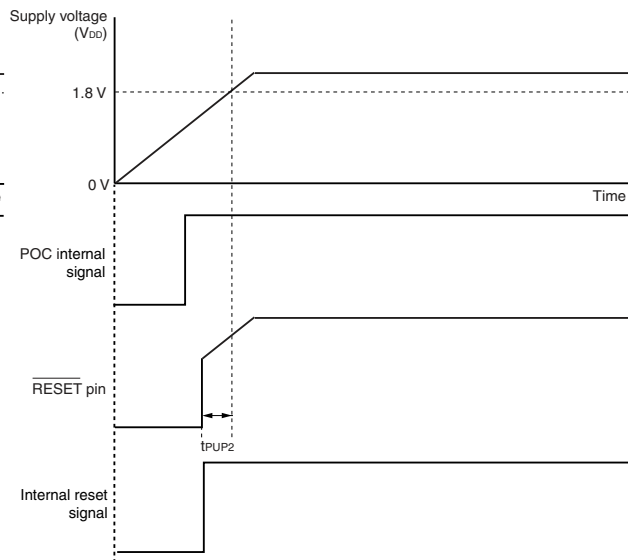 Supply voltage
(VDD)
1.8 V
0 V
Time
POC internal
signal
RESET pin
tPUP2
Internal reset
signal